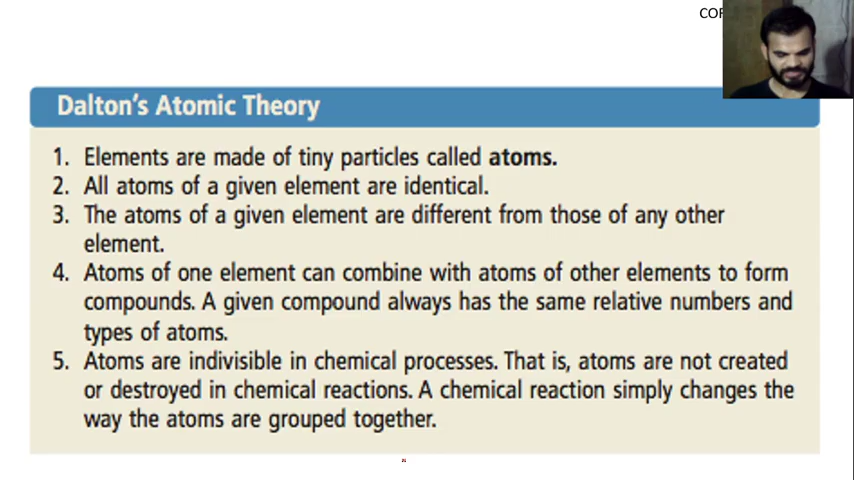 COF
Dalton's Atomic Theory
1. Elements are made of tiny particles called atoms.
2. All atoms of a given element are identical.
3. The atoms of a given element are different from those of any other
element.
4. Atoms of one element can combine with atoms of other elements to form
compounds. A given compound always has the same relative numbers and
types of atoms.
5. Atoms are indivisible in chemical processes. That is, atoms are not created
or destroyed in chemical reactions. A chemical reaction simply changes the
way the atoms are grouped together.